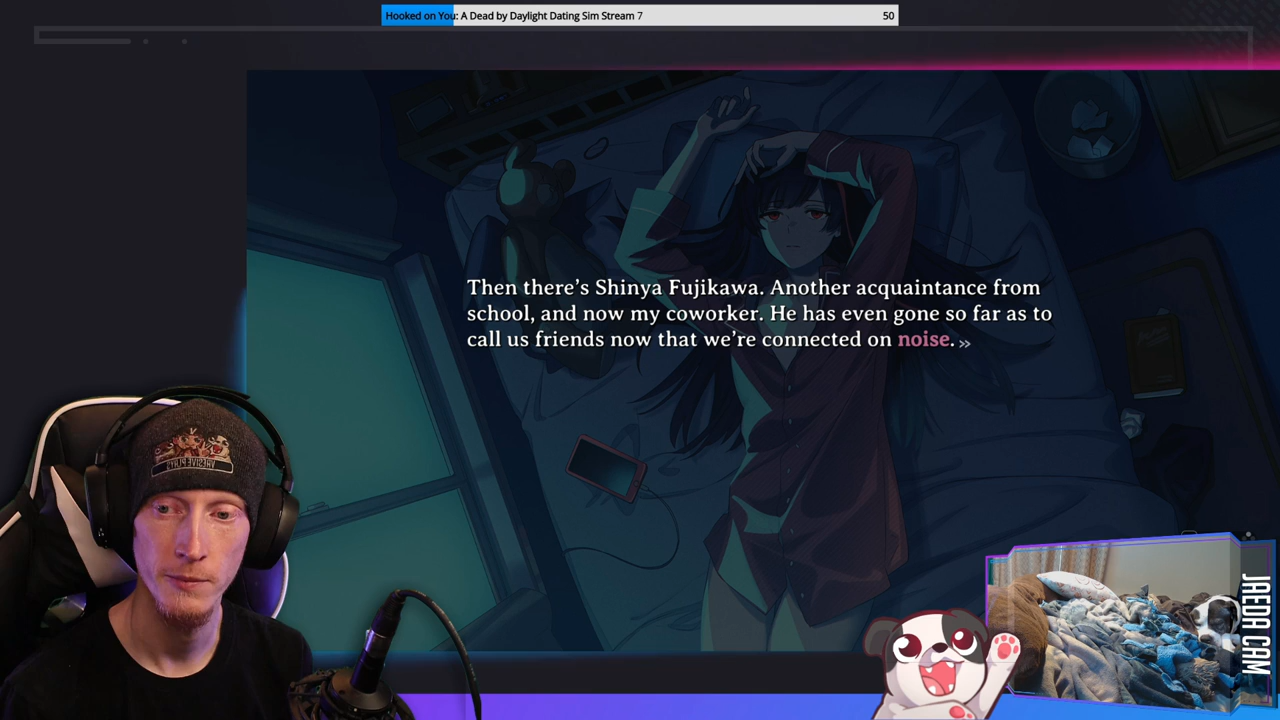 Hooked on You: A Dead by Daylight Dating Sim Stream 7
50
Then there’s Shinya Fujikawa. Another acquaintance from
school, and now my coworker. He has even gone so far as to
call us friends now that we’re connected on noise. »
JAEDA CAM